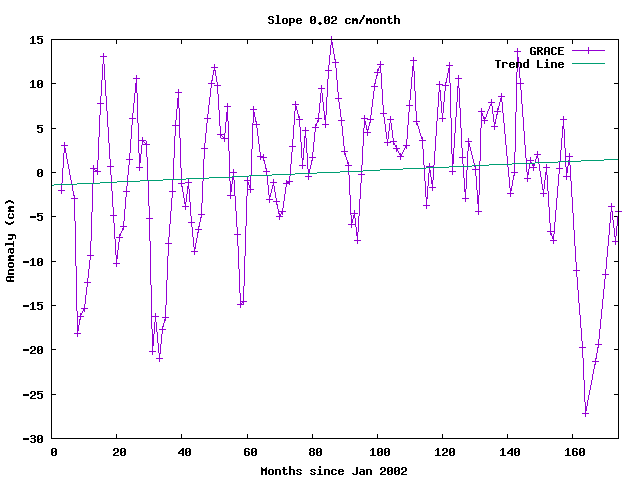 Slope 0.02 cm/month
GRACE
Trend Line
15
10
5
0
-5
-10
-15
-20
-25
-30
Anomaly (cm)
0 20 40 60 80 100 120 140 160
Months since Jan 2002